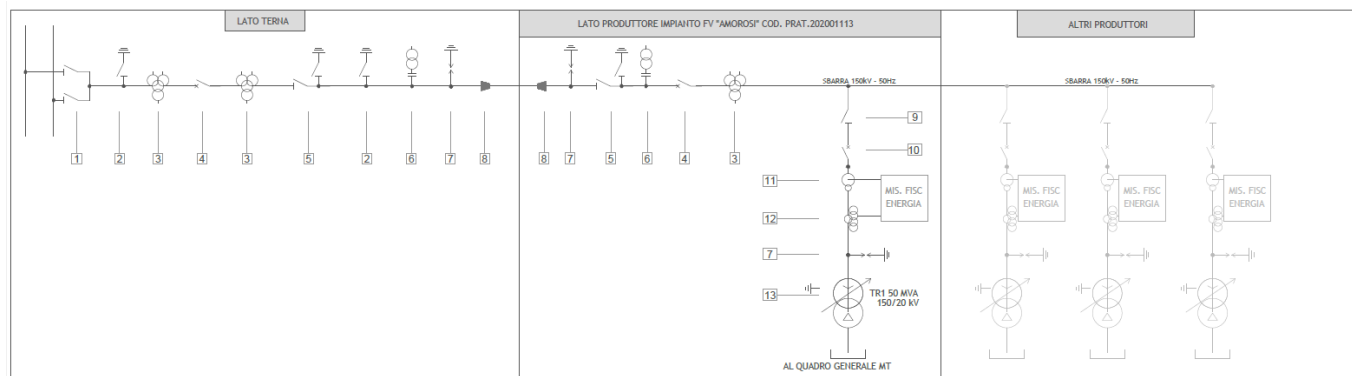 LATO TERNA
LATO PRODUTTORE IMPIANTO FV "AMOROSI" COD. PRAT.202001113
ALTRI PRODUTTORI
SBARRA 150kV - 50Hz
SBARRA 150kV - 50Hz
1
2
3
4
3
5
2
6
7
8
8
7
5
6
4
3
9
10
11
MIS. FISC
ENERGIA
12
7
13
TR1 50 MVA
150/20 kV
AL QUADRO GENERALE MT
MIS. FISC
ENERGIA
MIS. FISC
ENERGIA
MIS. FISC
ENERGIA